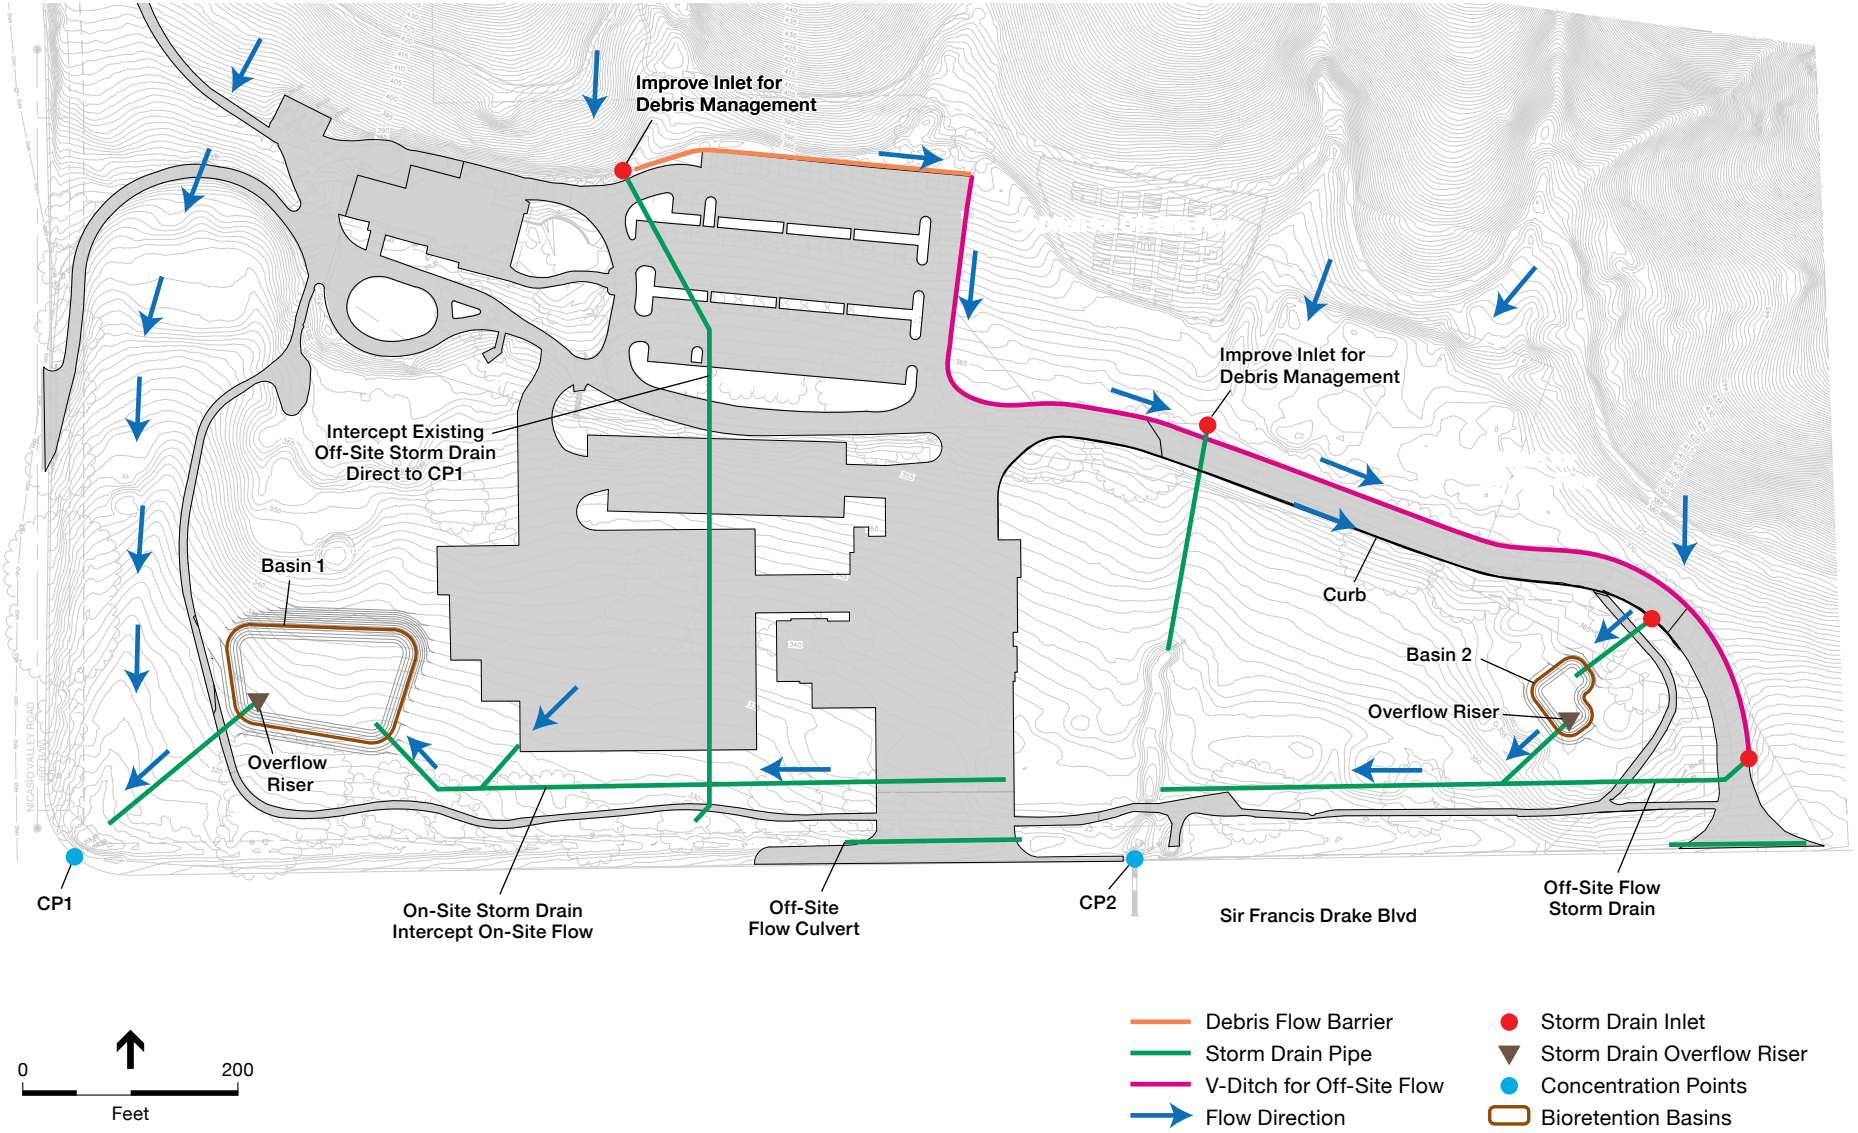 Improve Inlet for
Debris Management
Improve Inlet for
Debris Management
Intercept Existing
Off-Site Storm Drain
Direct to CP1
Basin 1
Curb
Basin 2
Overflow Riser
Overflow
Riser
NICASIO VALLEY ROAD
CP1
On-Site Storm Drain
Intercept On-Site Flow
Off-Site
Flow Culvert
CP2
Sir Francis Drake Blvd
Off-Site Flow
Storm Drain
0 200
Feet
Debris Flow Barrier
Storm Drain Pipe
V-Ditch for Off-Site Flow
Flow Direction
Storm Drain Inlet
Storm Drain Overflow Riser
Concentration Points
Bioretention Basins